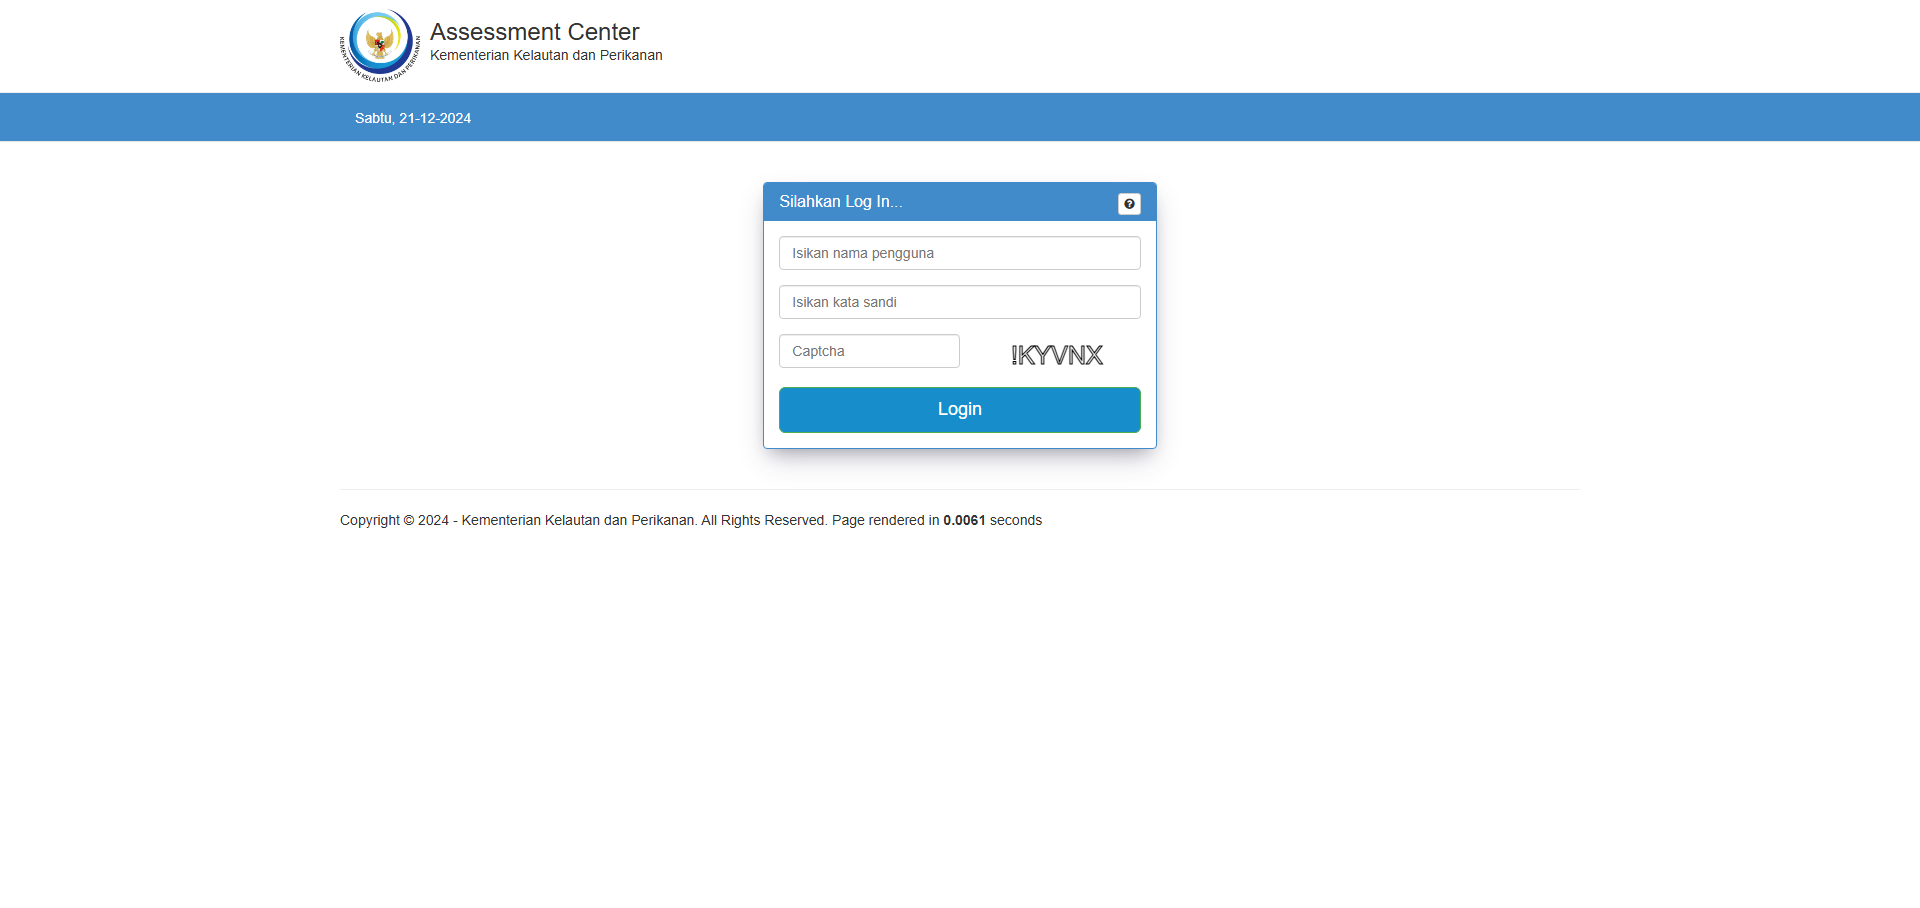 KEMENTERIAN KELAUTAN DAN PERIKANAN
Assessment Center
Kementerian Kelautan dan Perikanan
Sabtu, 21-12-2024
Silahkan Log In...
Isikan nama pengguna
Isikan kata sandi
Captcha
!KYVNX
Login
Copyright © 2024 - Kementerian Kelautan dan Perikanan. All Rights Reserved. Page rendered in 0.0061 seconds